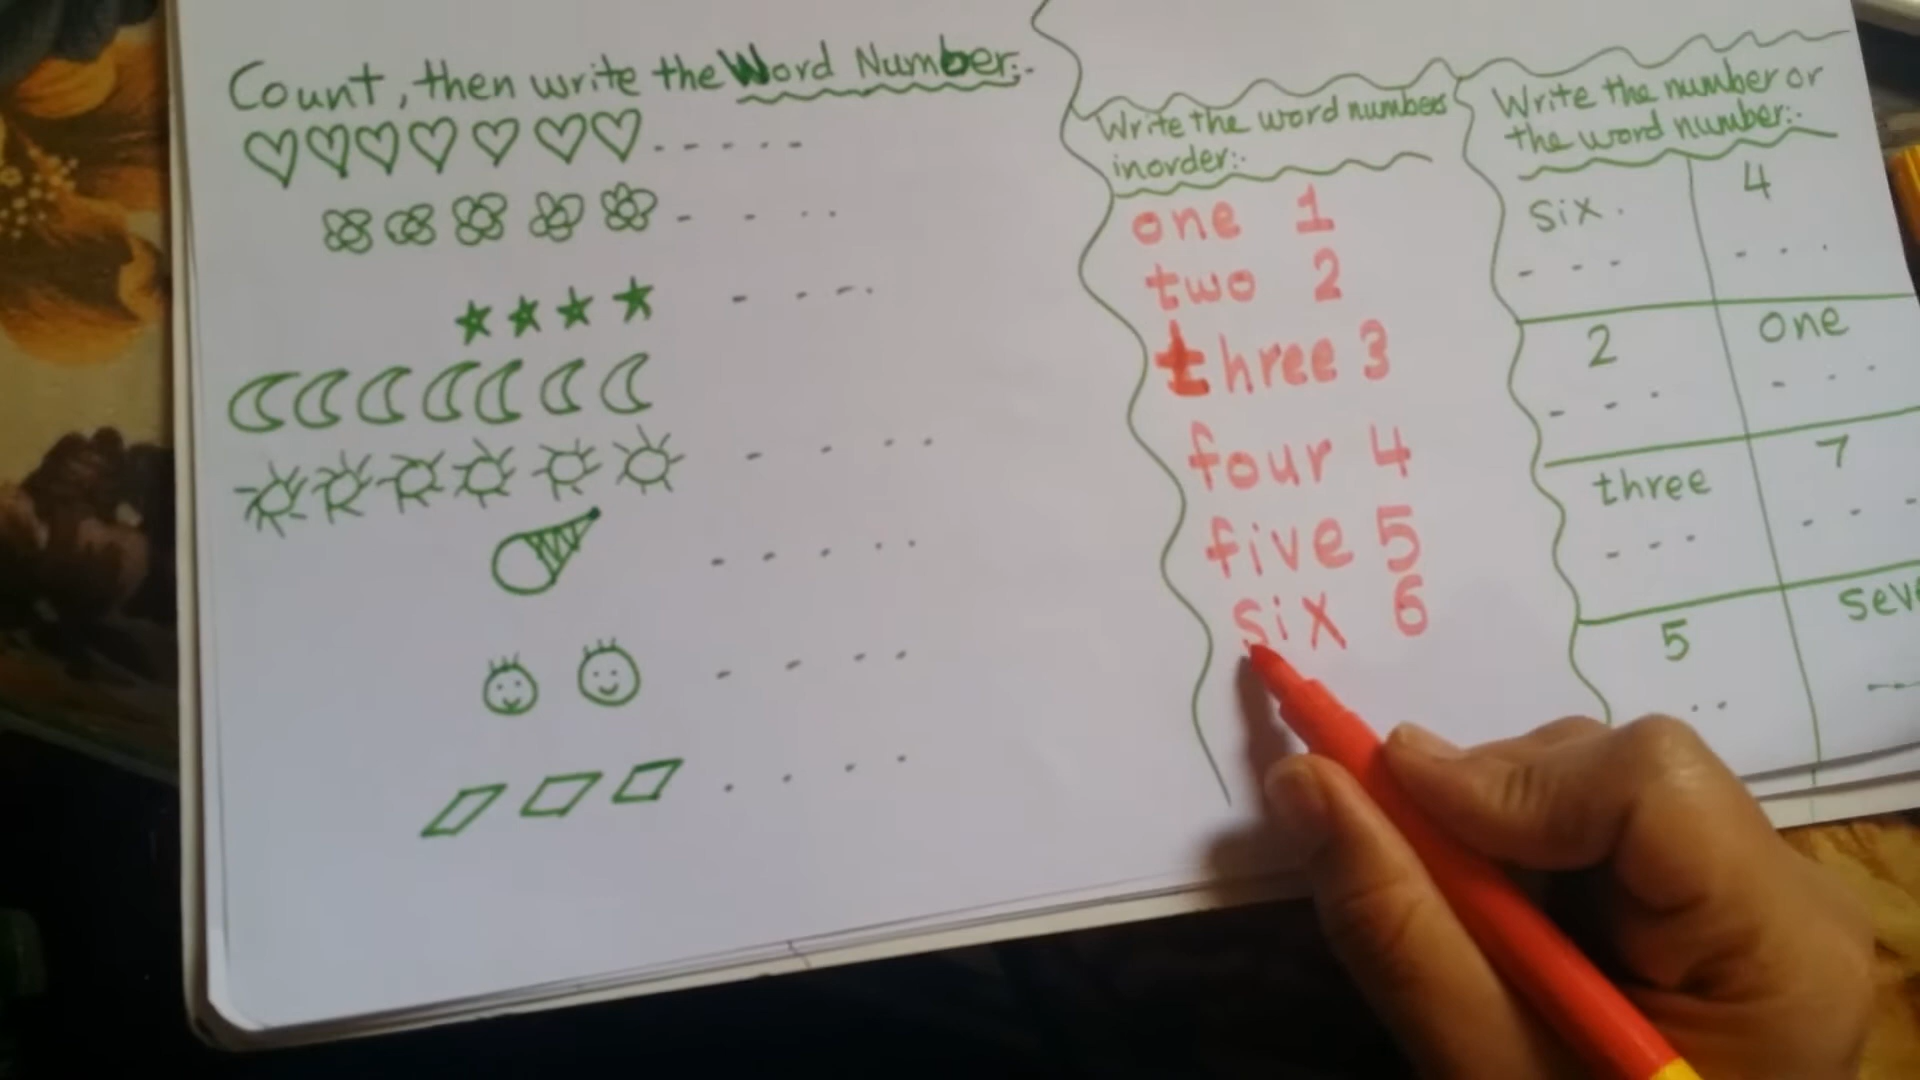 Count, then write the Word Number:.
Write the word numbers
inorder:.
one 1
two 2
three 3
four 4
five 5
six 6
Write the number or
the word number:.
six. 4
2 one
three 7
5 seve